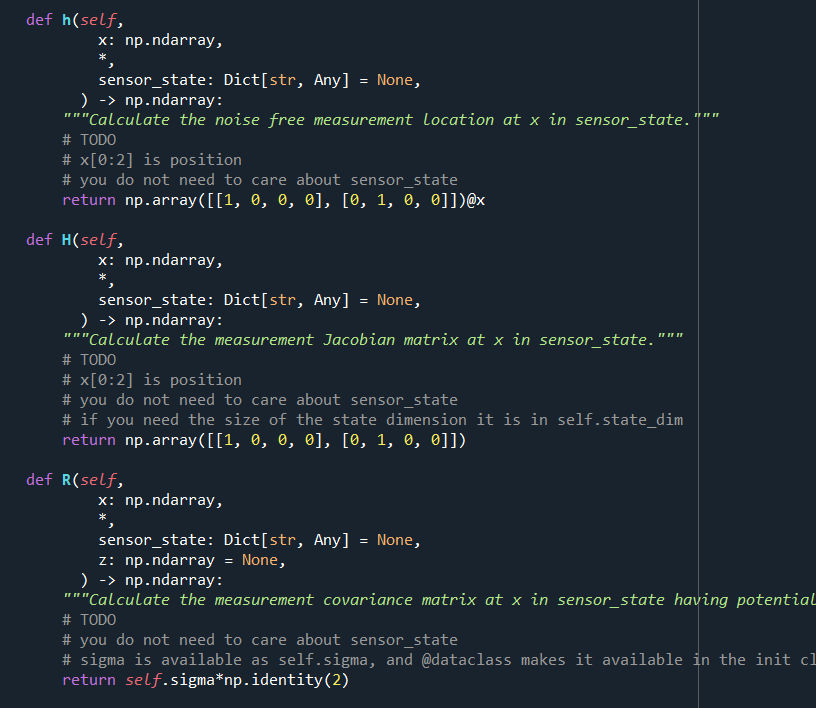 def h(self,
x: np.ndarray,
*,
sensor_state: Dict[str, Any] = None,
) -> np.ndarray:
"""Calculate the noise free measurement location at x in sensor_state."""
# TODO
# x[0:2] is position
# you do not need to care about sensor_state
return np.array([[1, 0, 0, 0], [0, 1, 0, 0]])@x
def H(self,
x: np.ndarray,
*,
sensor_state: Dict[str, Any] = None,
) -> np.ndarray:
"""Calculate the measurement Jacobian matrix at x in sensor_state."""
# TODO
# x[0:2] is position
# you do not need to care about sensor_state
# if you need the size of the state dimension it is in self.state_dim
return np.array([[1, 0, 0, 0], [0, 1, 0, 0]])
def R(self,
x: np.ndarray,
*,
sensor_state: Dict[str, Any] = None,
z: np.ndarray = None,
) -> np.ndarray:
"""Calculate the measurement covariance matrix at x in sensor_state having potential
# TODO
# you do not need to care about sensor_state
# sigma is available as self.sigma, and @dataclass makes it available in the init
return self.sigma*np.identity(2)